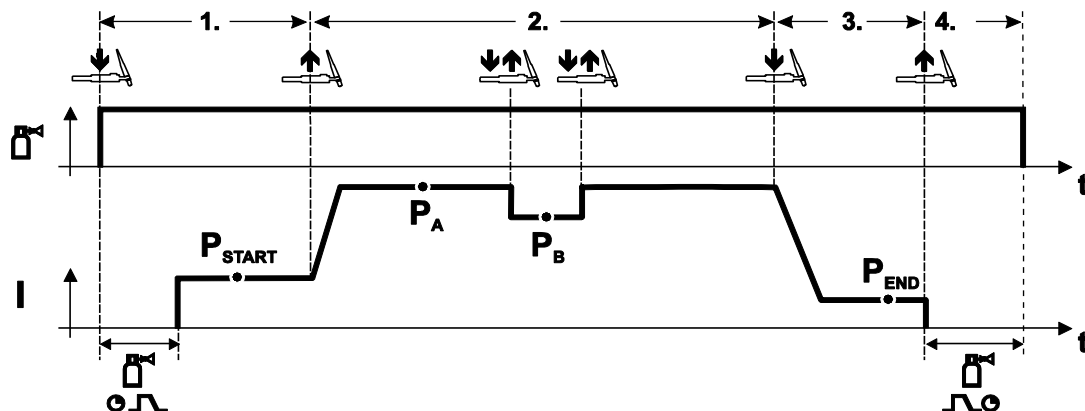 1. 2. 3. 4.
t
P_A
P_B
P_START
P_END
I
t